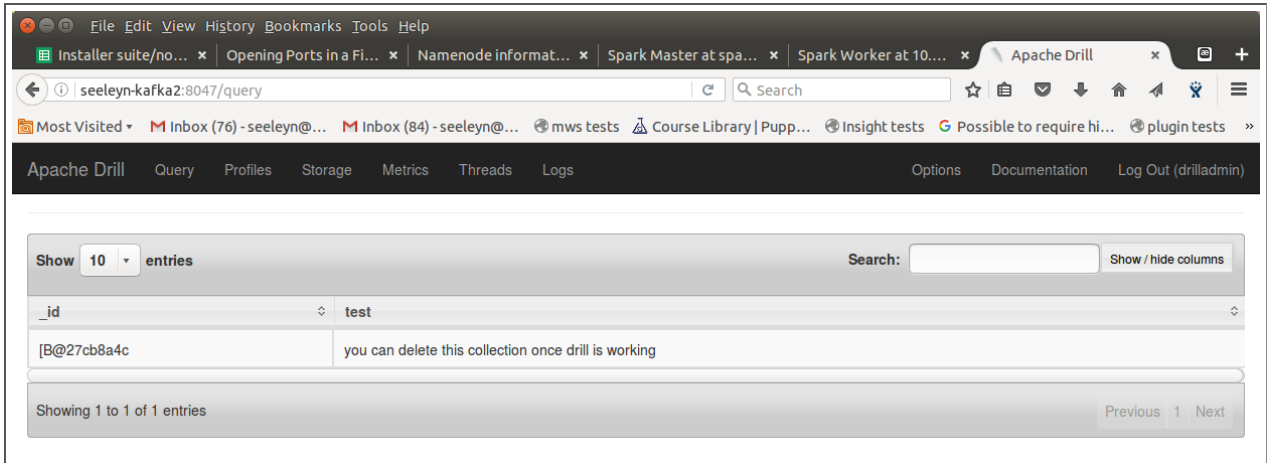 File Edit View History Bookmarks Tools Help
Installer suite/no... × Opening Ports in a Fi... × Namenode informat... × Spark Master at spa... × Spark Worker at 10.... × Apache Drill × +
seeleyn-kafka2:8047/query Search
Most Visited Inbox (76) - seeleyn@... Inbox (84) - seeleyn@... mws tests Course Library | Pupp... Insight tests Possible to require hi... plugin tests »
Apache Drill Query Profiles Storage Metrics Threads Logs Options Documentation Log Out (drilladmin)
Show 10 entries Search: Show / hide columns
_id test
[B@27cb8a4c you can delete this collection once drill is working
Showing 1 to 1 of 1 entries Previous 1 Next